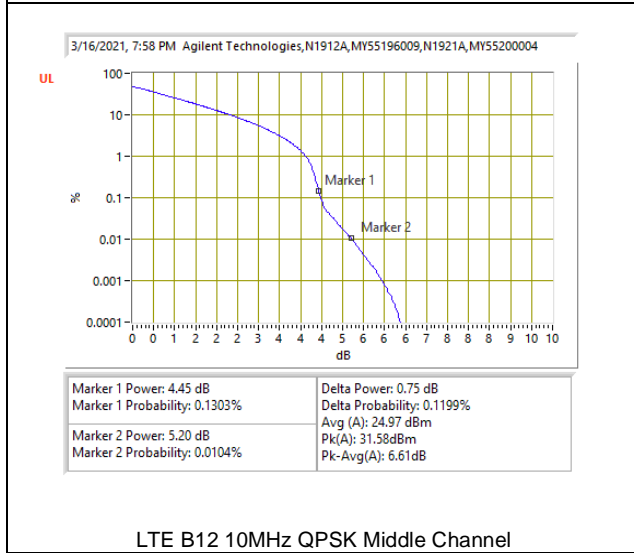 3/16/2021, 7:58 PM Agilent Technologies,N1912A,MY55196009,N1921A,MY55200004
UL
100
10
1
0.1
0.01
0.001
0.0001
%
Marker 1
Marker 2
0 0 1 2 2 3 4 4 4 5 5 6 6 7 8 8 8 9 10 10
dB
Marker 1 Power: 4.45 dB
Marker 1 Probability: 0.1303%
Marker 2 Power: 5.20 dB
Marker 2 Probability: 0.0104%
Delta Power: 0.75 dB
Delta Probability: 0.1199%
Avg (A): 24.97 dBm
Pk(A): 31.58dBm
Pk-Avg(A): 6.61dB
LTE B12 10MHz QPSK Middle Channel